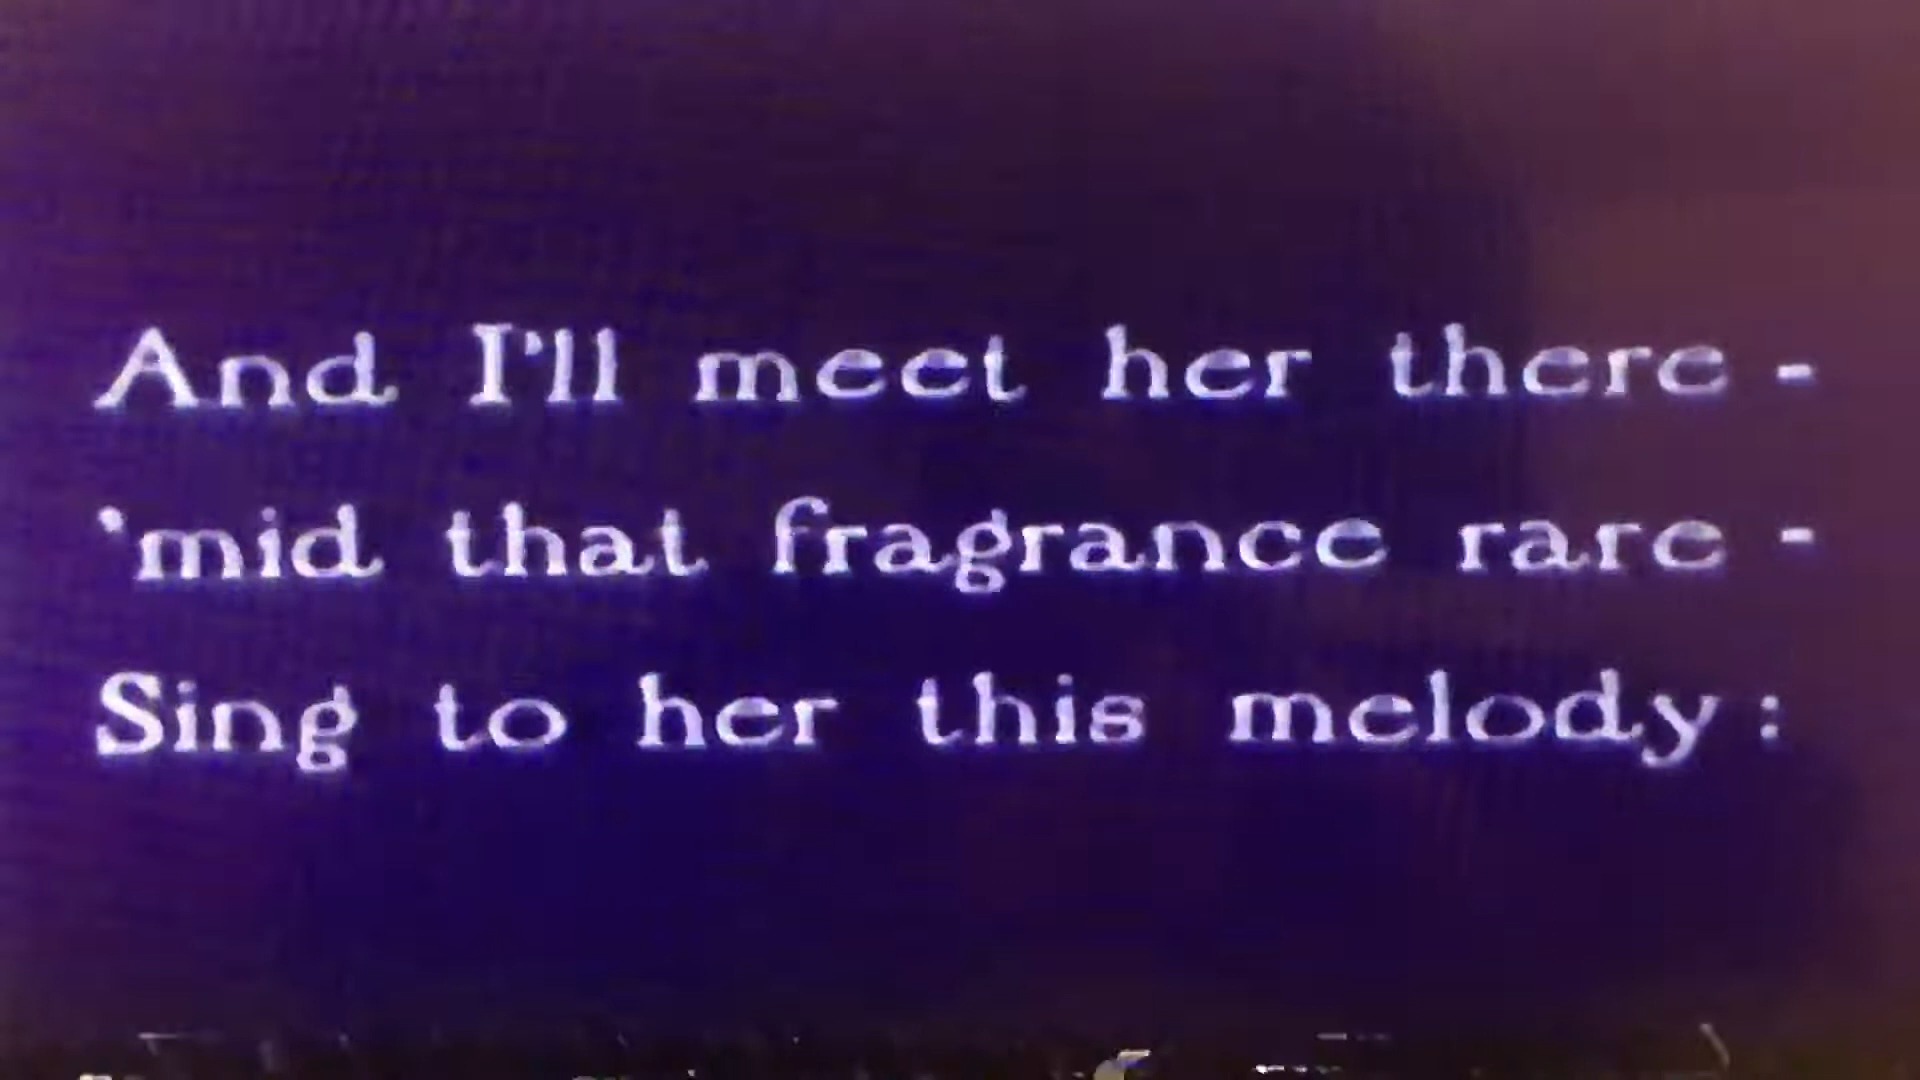 And I'll meet her there -
'mid that fragrance rare -
Sing to her this melody :